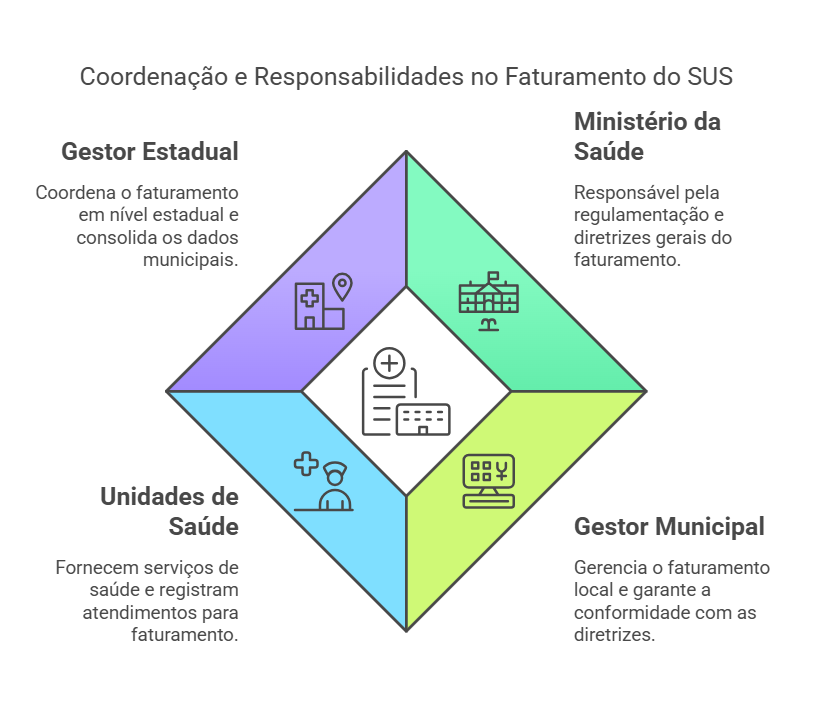 Coordenação e Responsabilidades no Faturamento do SUS
Gestor Estadual
Coordena o faturamento
em nível estadual e
consolida os dados
municipais.
Ministério da
Saúde
Responsável pela
regulamentação e
diretrizes gerais do
faturamento.
Unidades de
Saúde
Fornecem serviços de
saúde e registram
atendimentos para
faturamento.
Gestor Municipal
Gerencia o faturamento
local e garante a
conformidade com as
diretrizes.